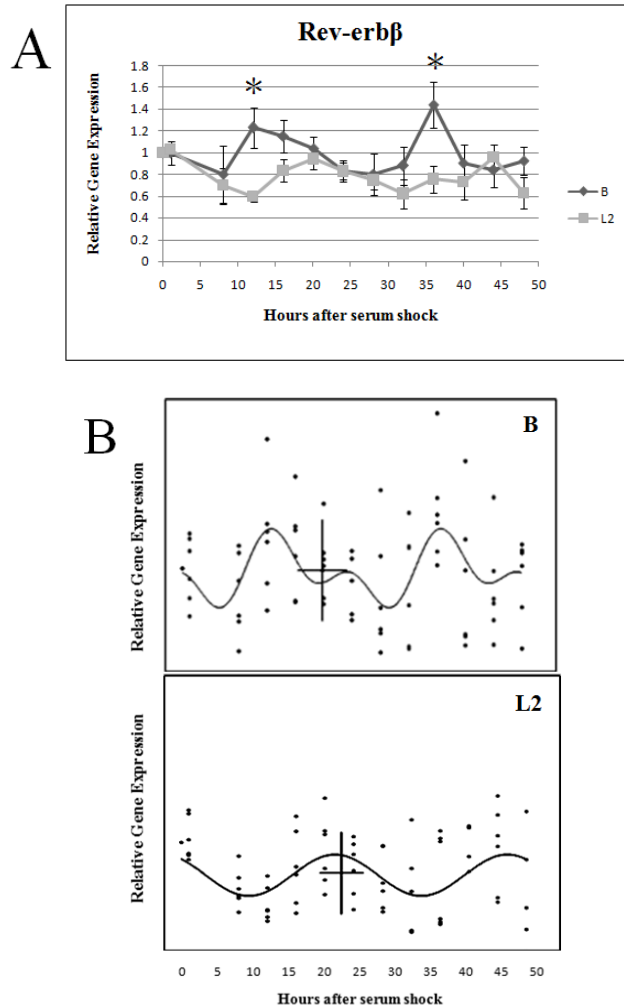 A
Rev-erbβ
Relative Gene Expression
1.8
1.6
1.4
1.2
1
0.8
0.6
0.4
0.2
0
* *
0 5 10 15 20 25 30 35 40 45 50
Hours after serum shock
B
L2
B
B
Relative Gene Expression
L2
Relative Gene Expression
0 5 10 15 20 25 30 35 40 45 50
Hours after serum shock